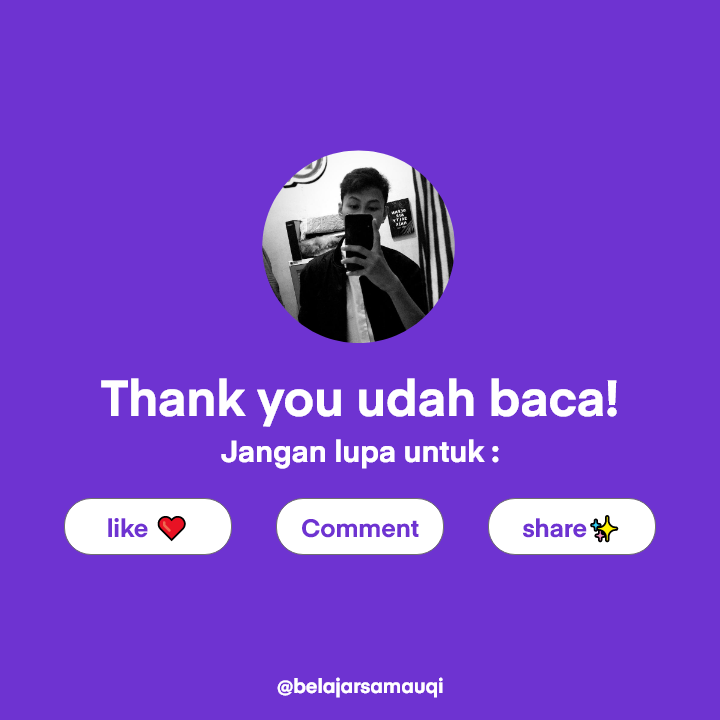 Thank you udah baca!
Jangan lupa untuk :
like ❤️ Comment share✨
@belajarsamauqi